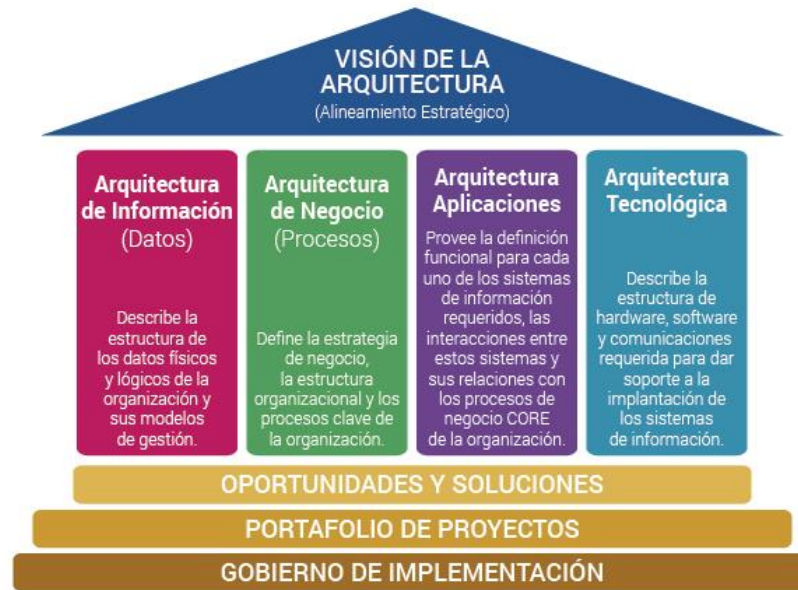 VISIÓN DE LA
ARQUITECTURA
(Alineamiento Estratégico)
Arquitectura
de Información
(Datos)
Describe la
estructura de
los datos físicos
y lógicos de la
organización y
sus modelos
de gestión.
Arquitectura
de Negocio
(Procesos)
Define la estrategia
de negocio,
la estructura
organizacional y los
procesos clave de
la organización.
Arquitectura
Aplicaciones
Provee la definición
funcional para cada
uno de los sistemas
de información
requeridos, las
interacciones entre
estos sistemas y
sus relaciones con
los procesos de
negocio CORE
de la organización.
Arquitectura
Tecnológica
Describe la
estructura de
hardware, software
y comunicaciones
requerida para dar
soporte a la
implantación de
los sistemas
de información.
OPORTUNIDADES Y SOLUCIONES
PORTAFOLIO DE PROYECTOS
GOBIERNO DE IMPLEMENTACIÓN